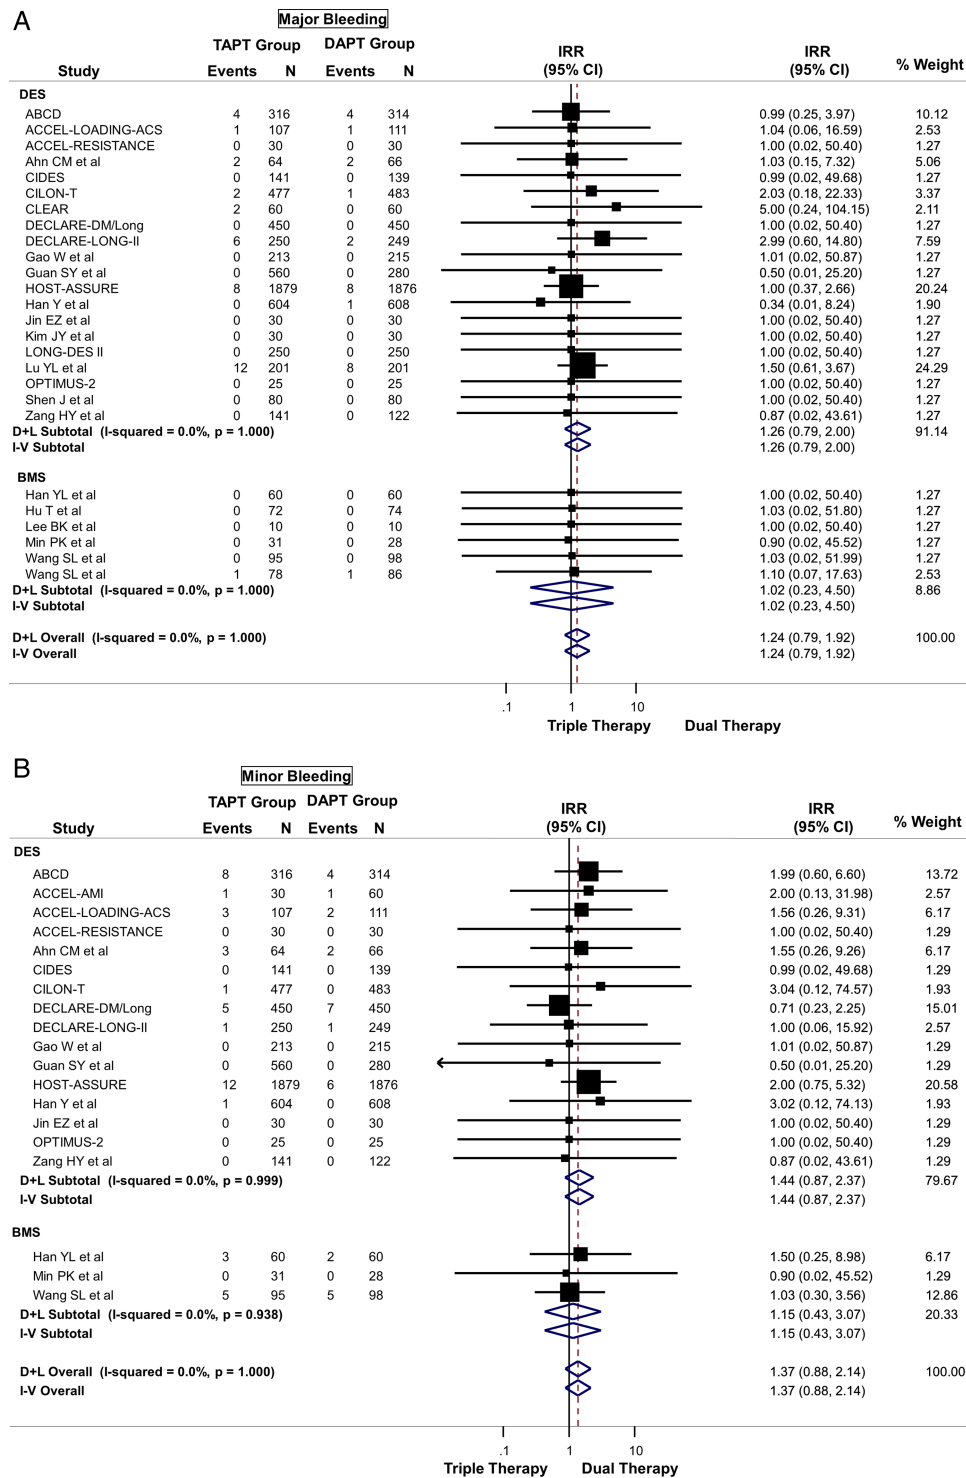 A
Major Bleeding
TAPT Group DAPT Group IRR IRR
Study Events N Events N (95% CI) (95% CI) % Weight
DES
ABCD 4 316 4 314 0.99 (0.25, 3.97) 10.12
ACCEL-LOADING-ACS 1 107 1 111 1.04 (0.06, 16.59) 2.53
ACCEL-RESISTANCE 0 30 0 30 1.00 (0.02, 50.40) 1.27
Ahn CM et al 2 64 2 66 1.03 (0.15, 7.32) 5.06
CIDES 0 141 0 139 0.99 (0.02, 49.68) 1.27
CILON-T 2 477 1 483 2.03 (0.18, 22.33) 3.37
CLEAR 2 60 0 60 5.00 (0.24, 104.15) 2.11
DECLARE-DM/Long 0 450 0 450 1.00 (0.02, 50.40) 1.27
DECLARE-LONG-II 6 250 2 249 2.99 (0.60, 14.80) 7.59
Gao W et al 0 213 0 215 1.01 (0.02, 50.87) 1.27
Guan SY et al 0 560 0 280 0.50 (0.01, 25.20) 1.27
HOST-ASSURE 8 1879 8 1876 1.00 (0.37, 2.66) 20.24
Han Y et al 0 604 1 608 0.34 (0.01, 8.24) 1.90
Jin EZ et al 0 30 0 30 1.00 (0.02, 50.40) 1.27
Kim JY et al 0 30 0 30 1.00 (0.02, 50.40) 1.27
LONG-DES II 0 250 0 250 1.00 (0.02, 50.40) 1.27
Lu YL et al 12 201 8 201 1.50 (0.61, 3.67) 24.29
OPTIMUS-2 0 25 0 25 1.00 (0.02, 50.40) 1.27
Shen J et al 0 80 0 80 1.00 (0.02, 50.40) 1.27
Zang HY et al 0 141 0 122 0.87 (0.02, 43.61) 1.27
D+L Subtotal (I-squared = 0.0%, p = 1.000) 1.26 (0.79, 2.00) 91.14
I-V Subtotal 1.26 (0.79, 2.00)
BMS
Han YL et al 0 60 0 60 1.00 (0.02, 50.40) 1.27
Hu T et al 0 72 0 74 1.03 (0.02, 51.80) 1.27
Lee BK et al 0 10 0 10 1.00 (0.02, 50.40) 1.27
Min PK et al 0 31 0 28 0.90 (0.02, 45.52) 1.27
Wang SL et al 0 95 0 98 1.03 (0.02, 51.99) 1.27
Wang SL et al 1 78 1 86 1.10 (0.07, 17.63) 2.53
D+L Subtotal (I-squared = 0.0%, p = 1.000) 1.02 (0.23, 4.50) 8.86
I-V Subtotal 1.02 (0.23, 4.50)
D+L Overall (I-squared = 0.0%, p = 1.000) 1.24 (0.79, 1.92) 100.00
I-V Overall 1.24 (0.79, 1.92)
.1 1 10
Triple Therapy Dual Therapy
B
Minor Bleeding
TAPT Group DAPT Group IRR IRR
Study Events N Events N (95% CI) (95% CI) % Weight
DES
ABCD 8 316 4 314 1.99 (0.60, 6.60) 13.72
ACCEL-AMI 1 30 1 60 2.00 (0.13, 31.98) 2.57
ACCEL-LOADING-ACS 3 107 2 111 1.56 (0.26, 9.31) 6.17
ACCEL-RESISTANCE 0 30 0 30 1.00 (0.02, 50.40) 1.29
Ahn CM et al 3 64 2 66 1.55 (0.26, 9.26) 6.17
CIDES 0 141 0 139 0.99 (0.02, 49.68) 1.29
CILON-T 1 477 0 483 3.04 (0.12, 74.57) 1.93
DECLARE-DM/Long 5 450 7 450 0.71 (0.23, 2.25) 15.01
DECLARE-LONG-II 1 250 1 249 1.00 (0.06, 15.92) 2.57
Gao W et al 0 213 0 215 1.01 (0.02, 50.87) 1.29
Guan SY et al 0 560 0 280 0.50 (0.01, 25.20) 1.29
HOST-ASSURE 12 1879 6 1876 2.00 (0.75, 5.32) 20.58
Han Y et al 1 604 0 608 3.02 (0.12, 74.13) 1.93
Jin EZ et al 0 30 0 30 1.00 (0.02, 50.40) 1.29
OPTIMUS-2 0 25 0 25 1.00 (0.02, 50.40) 1.29
Zang HY et al 0 141 0 122 0.87 (0.02, 43.61) 1.29
D+L Subtotal (I-squared = 0.0%, p = 0.999) 1.44 (0.87, 2.37) 79.67
I-V Subtotal 1.44 (0.87, 2.37)
BMS
Han YL et al 3 60 2 60 1.50 (0.25, 8.98) 6.17
Min PK et al 0 31 0 28 0.90 (0.02, 45.52) 1.29
Wang SL et al 5 95 5 98 1.03 (0.30, 3.56) 12.86
D+L Subtotal (I-squared = 0.0%, p = 0.938) 1.15 (0.43, 3.07) 20.33
I-V Subtotal 1.15 (0.43, 3.07)
D+L Overall (I-squared = 0.0%, p = 1.000) 1.37 (0.88, 2.14) 100.00
I-V Overall 1.37 (0.88, 2.14)
.1 1 10
Triple Therapy Dual Therapy